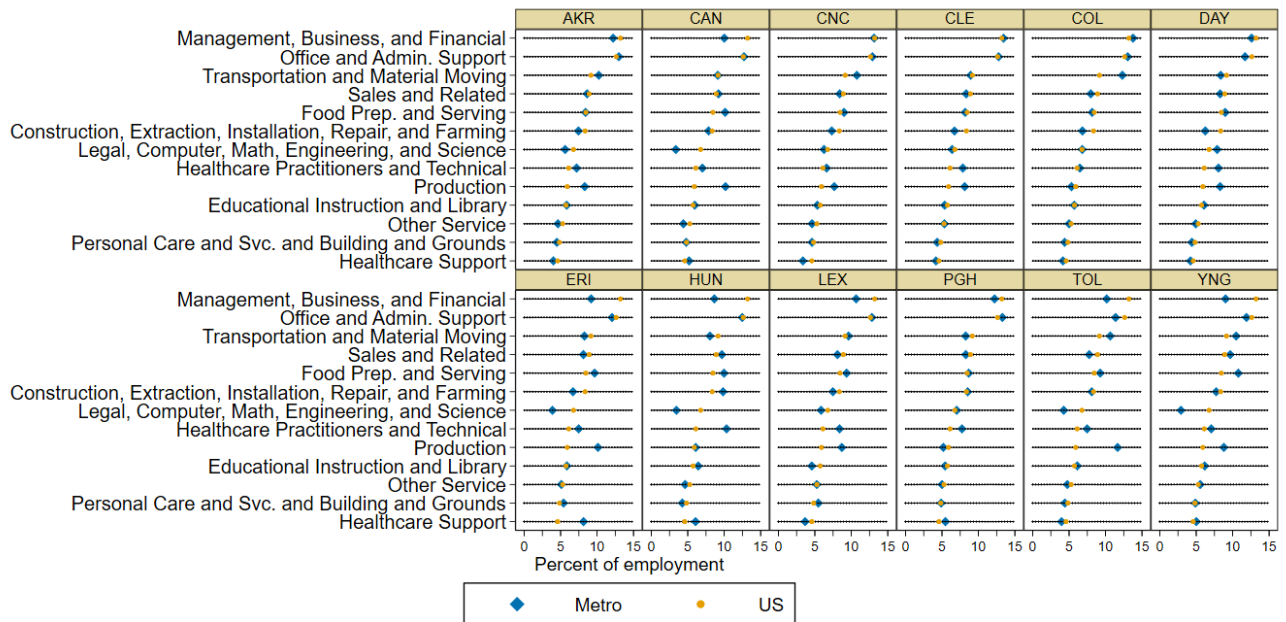 AKR CAN CNC CLE COL DAY
Management, Business, and Financial
Office and Admin. Support
Transportation and Material Moving
Sales and Related
Food Prep. and Serving
Construction, Extraction, Installation, Repair, and Farming
Legal, Computer, Math, Engineering, and Science
Healthcare Practitioners and Technical
Production
Educational Instruction and Library
Other Service
Personal Care and Svc. and Building and Grounds
Healthcare Support
ERI HUN LEX PGH TOL YNG
Management, Business, and Financial
Office and Admin. Support
Transportation and Material Moving
Sales and Related
Food Prep. and Serving
Construction, Extraction, Installation, Repair, and Farming
Legal, Computer, Math, Engineering, and Science
Healthcare Practitioners and Technical
Production
Educational Instruction and Library
Other Service
Personal Care and Svc. and Building and Grounds
Healthcare Support
0 5 10 15 0 5 10 15 0 5 10 15 0 5 10 15 0 5 10 15 0 5 10 15
Percent of employment
Metro US